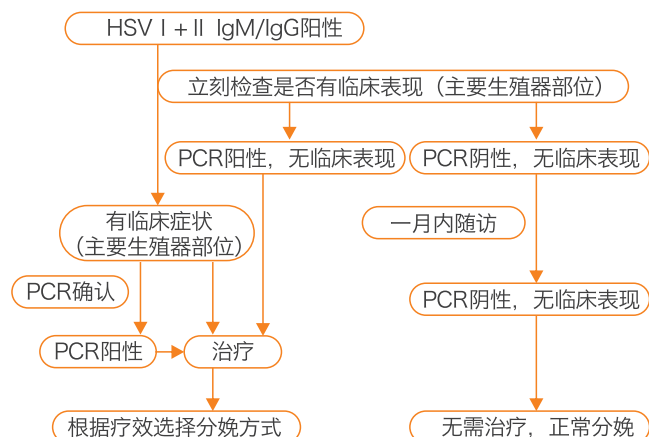 HSV I+II IgM/IgG阳性
立刻检查是否有临床表现（主要生殖器部位）
PCR阳性，无临床表现
PCR阴性，无临床表现
有临床症状
（主要生殖器部位）
一月内随访
PCR确认
PCR阴性，无临床表现
PCR阳性
治疗
根据疗效选择分娩方式
无需治疗，正常分娩